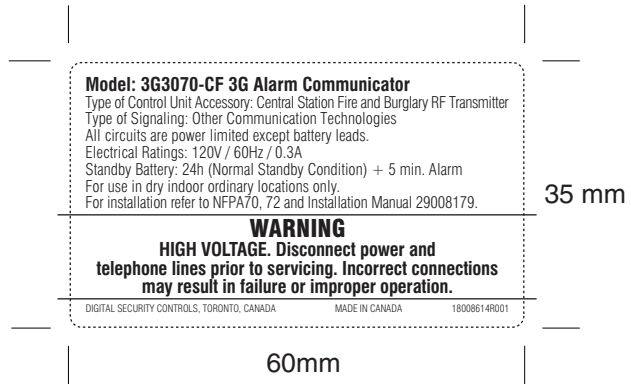 Model: 3G3070-CF 3G Alarm Communicator
Type of Control Unit Accessory: Central Station Fire and Burglary RF Transmitter
Type of Signaling: Other Communication Technologies
All circuits are power limited except battery leads.
Electrical Ratings: 120V / 60Hz / 0.3A
Standby Battery: 24h (Normal Standby Condition) + 5 min. Alarm
For use in dry indoor ordinary locations only.
For installation refer to NFPA70, 72 and Installation Manual 29008179.
35 mm
WARNING
HIGH VOLTAGE. Disconnect power and
telephone lines prior to servicing. Incorrect connections
may result in failure or improper operation.
DIGITAL SECURITY CONTROLS, TORONTO, CANADA MADE IN CANADA 18008614R001
60mm